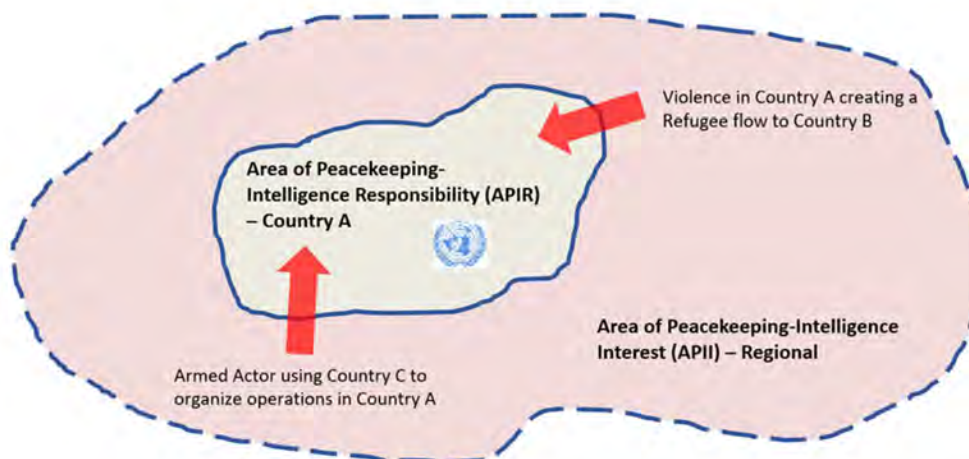 Violence in Country A creating a
Refugee flow to Country B
Area of Peacekeeping-
Intelligence Responsibility (APIR)
– Country A
Area of Peacekeeping-Intelligence
Interest (APII) – Regional
Armed Actor using Country C to
organize operations in Country A